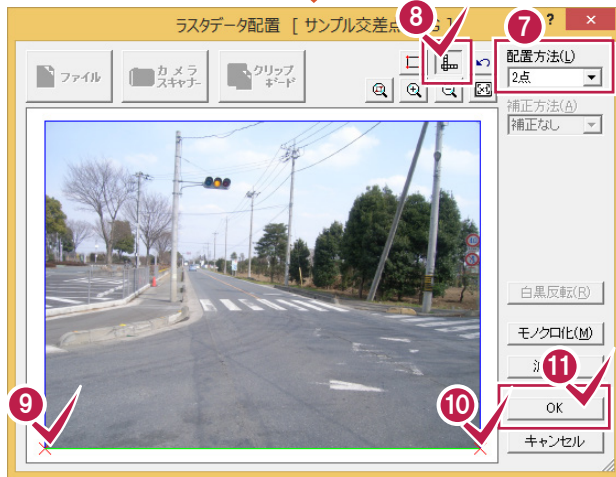 ラスタデータ配置 [ サンプル交差点
8
?
×
7
ファイル
カメラ
スキャナー
クリップ
ボード
配置方法(L)
2点
補正方法(A)
補正なし
白黒反転(R)
モノクロ化(M)
11
9
10
OK
キャンセル